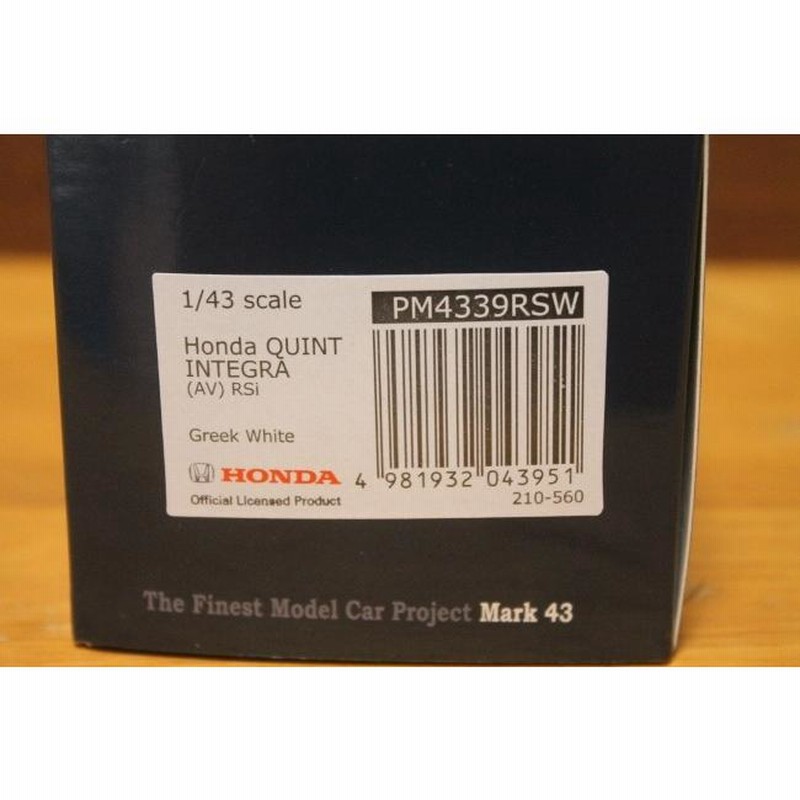 1/43 scale
PM4339RSW
Honda QUINT
INTEGRA
(AV) RSi
Greek White
HONDA
Official Licensed Product
4 981932 043951
210-560
The Finest Model Car Project Mark 43